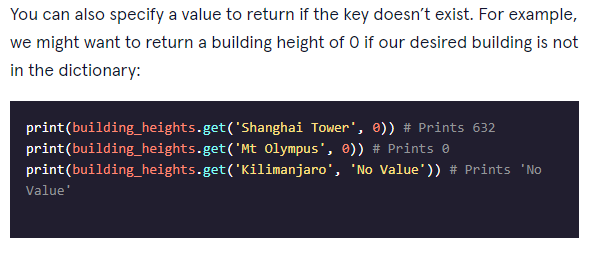 You can also specify a value to return if the key doesn’t exist. For example,
we might want to return a building height of 0 if our desired building is not
in the dictionary:
print(building_heights.get('Shanghai Tower', 0)) # Prints 632
print(building_heights.get('Mt Olympus', 0)) # Prints 0
print(building_heights.get('Kilimanjaro', 'No Value')) # Prints 'No
Value'